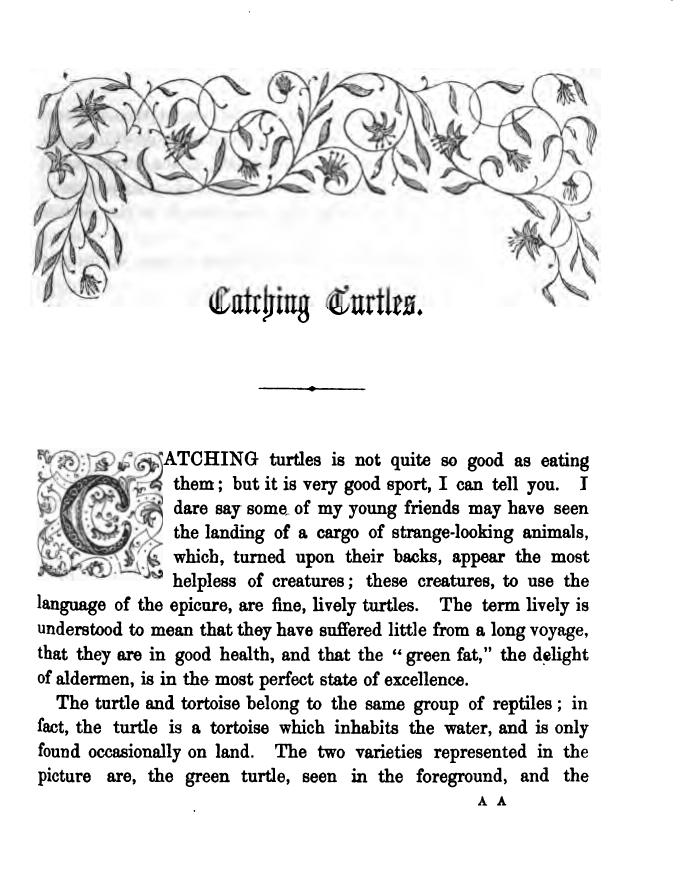 Catching Turtles.
CATCHING turtles is not quite so good as eating
them; but it is very good sport, I can tell you. I
dare say some of my young friends may have seen
the landing of a cargo of strange-looking animals,
which, turned upon their backs, appear the most
helpless of creatures; these creatures, to use the
language of the epicure, are fine, lively turtles. The term lively is
understood to mean that they have suffered little from a long voyage,
that they are in good health, and that the "green fat," the delight
of aldermen, is in the most perfect state of excellence.
The turtle and tortoise belong to the same group of reptiles; in
fact, the turtle is a tortoise which inhabits the water, and is only
found occasionally on land. The two varieties represented in the
picture are, the green turtle, seen in the foreground, and the
A A